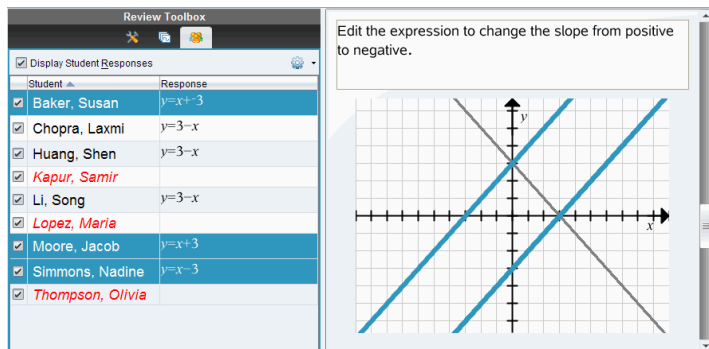 Review Toolbox
Display Student Responses
Student Response
Baker, Susan y=x+⁻3
Chopra, Laxmi y=3−x
Huang, Shen y=3−x
Kapur, Samir
Li, Song y=3−x
Lopez, Maria
Moore, Jacob y=x+3
Simmons, Nadine y=x−3
Thompson, Olivia
Edit the expression to change the slope from positive
to negative.
y
x